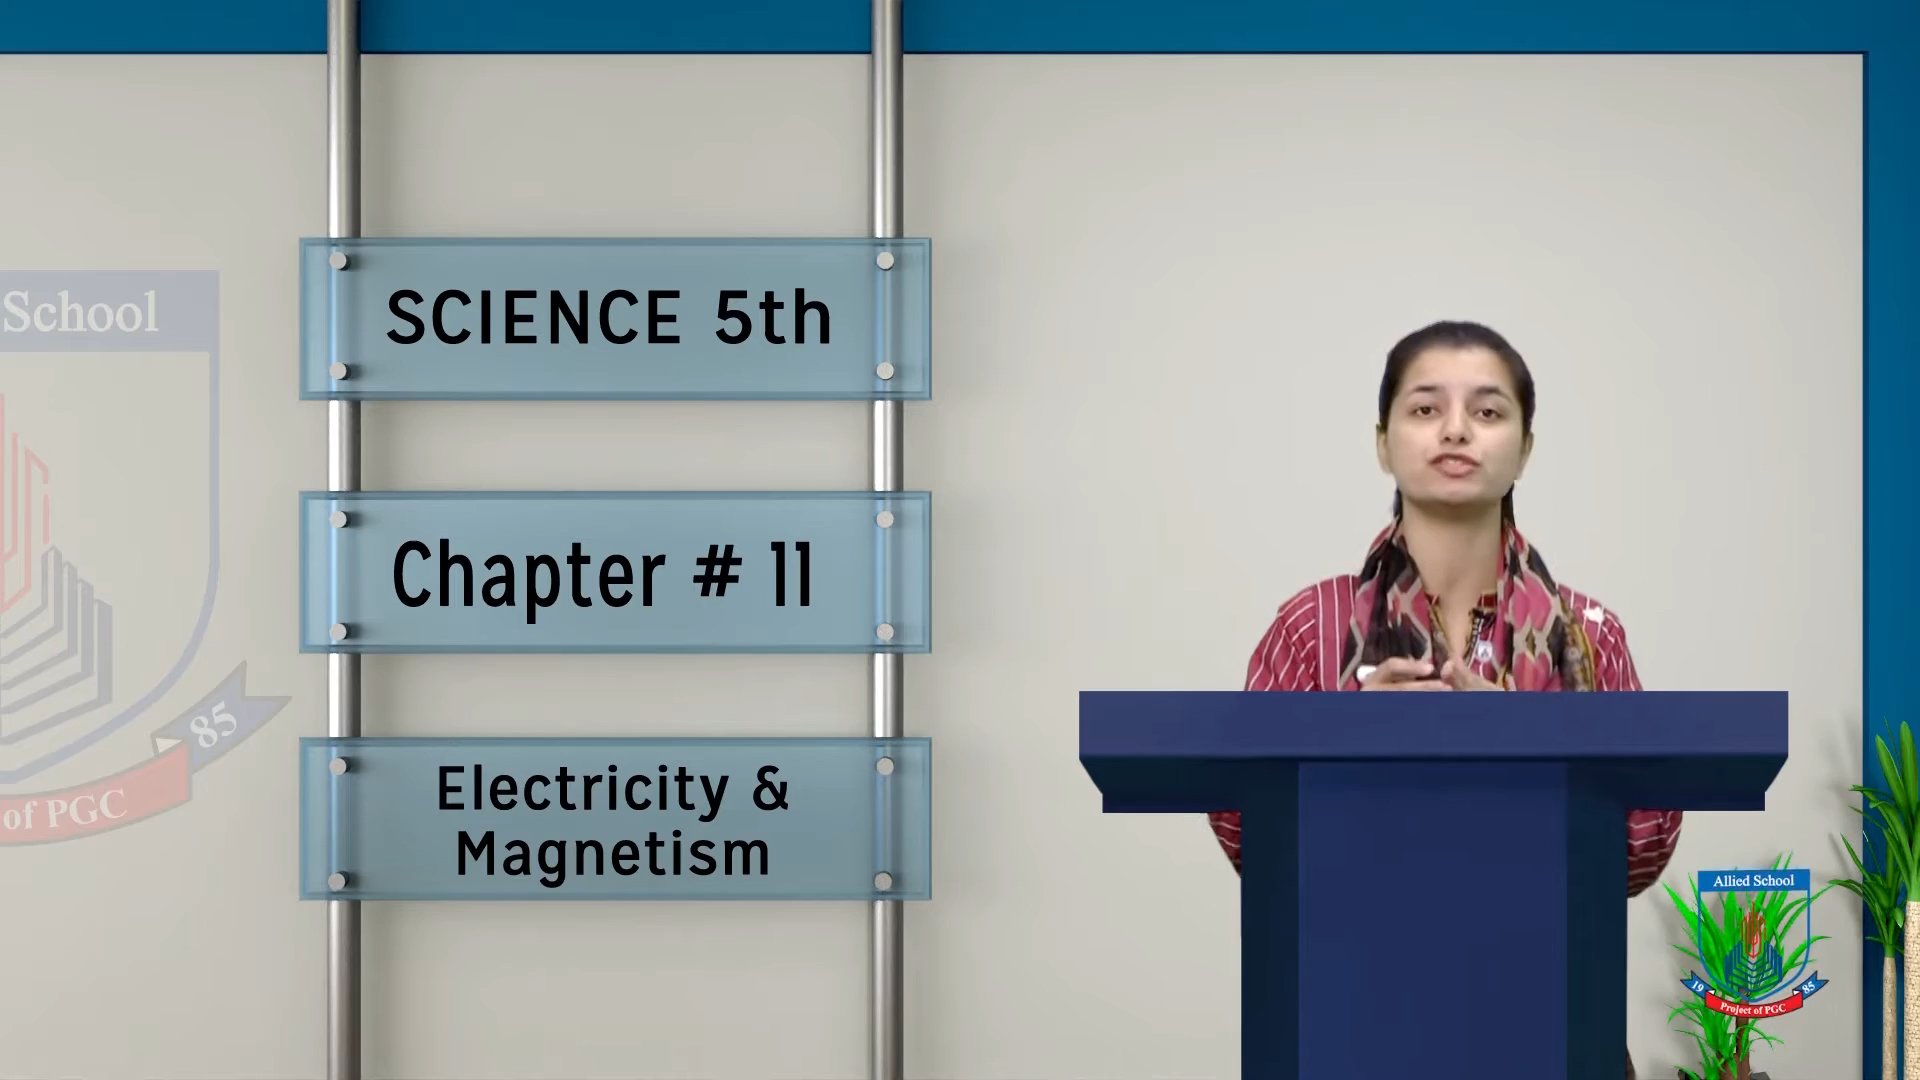 SCIENCE 5th
Chapter # 11
Electricity &
Magnetism
School
85
of PGC
Allied School
19
85
Project of PGC